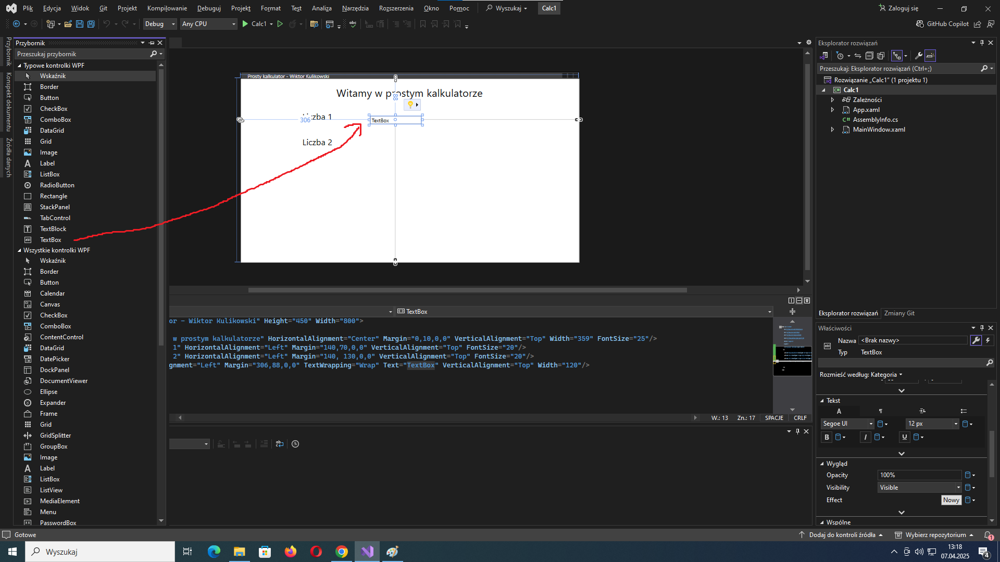 Plik Edycja Widok Git Projekt Kompilowanie Debuguj Projekt Format Test Analiza Narzędzia Rozszerzenia Okno Pomoc Wyszukaj Calc1 Zaloguj się
Debug Any CPU Calc1 GitHub Copilot
Przybornik
Konspekt dokumentu
Źródła danych
Przybornik
Przeszukaj przybornik
Typowe kontrolki WPF
Wskaźnik
Border
Button
CheckBox
ComboBox
DataGrid
Grid
Image
Label
ListBox
RadioButton
Rectangle
StackPanel
TabControl
TextBlock
TextBox
Wszystkie kontrolki WPF
Wskaźnik
Border
Button
Calendar
Canvas
CheckBox
ComboBox
ContentControl
DataGrid
DatePicker
DockPanel
DocumentViewer
Ellipse
Expander
Frame
Grid
GridSplitter
GroupBox
Image
Label
ListBox
ListView
MediaElement
Menu
PasswordBox
Prosty kalkulator - Wiktor Kulikowski
Witamy w prostym kalkulatorze
88
1
306
TextBox
Liczba 2
TextBox
or - Wiktor Kulikowski" Height="450" Width="800">
w prostym kalkulatorze" HorizontalAlignment="Center" Margin="0,10,0,0" VerticalAlignment="Top" Width="359" FontSize="25"/>
1" HorizontalAlignment="Left" Margin="140,70,0,0" VerticalAlignment="Top" FontSize="20"/>
2" HorizontalAlignment="Left" Margin="140, 130,0,0" VerticalAlignment="Top" FontSize="20"/>
gnment="Left" Margin="306,88,0,0" TextWrapping="Wrap" Text="TextBox" VerticalAlignment="Top" Width="120"/>
W.: 13 Zn.: 17 SPACJE CRLF
Eksplorator rozwiązań
Przeszukaj: Eksplorator rozwiązań (Ctrl+;)
Rozwiązanie „Calc1” (1 projektu 1)
Calc1
Zależności
App.xaml
AssemblyInfo.cs
MainWindow.xaml
Eksplorator rozwiązań Zmiany Git
Właściwości
Nazwa <Brak nazwy>
Typ TextBox
Rozmieść według: Kategoria
Tekst
Segoe UI 12 px
B I U
Wygląd
Opacity 100%
Visibility Visible
Effect Nowy
Wspólne
Gotowe Dodaj do kontroli źródła Wybierz repozytorium 1
Wyszukaj
13:18
07.04.2025
4